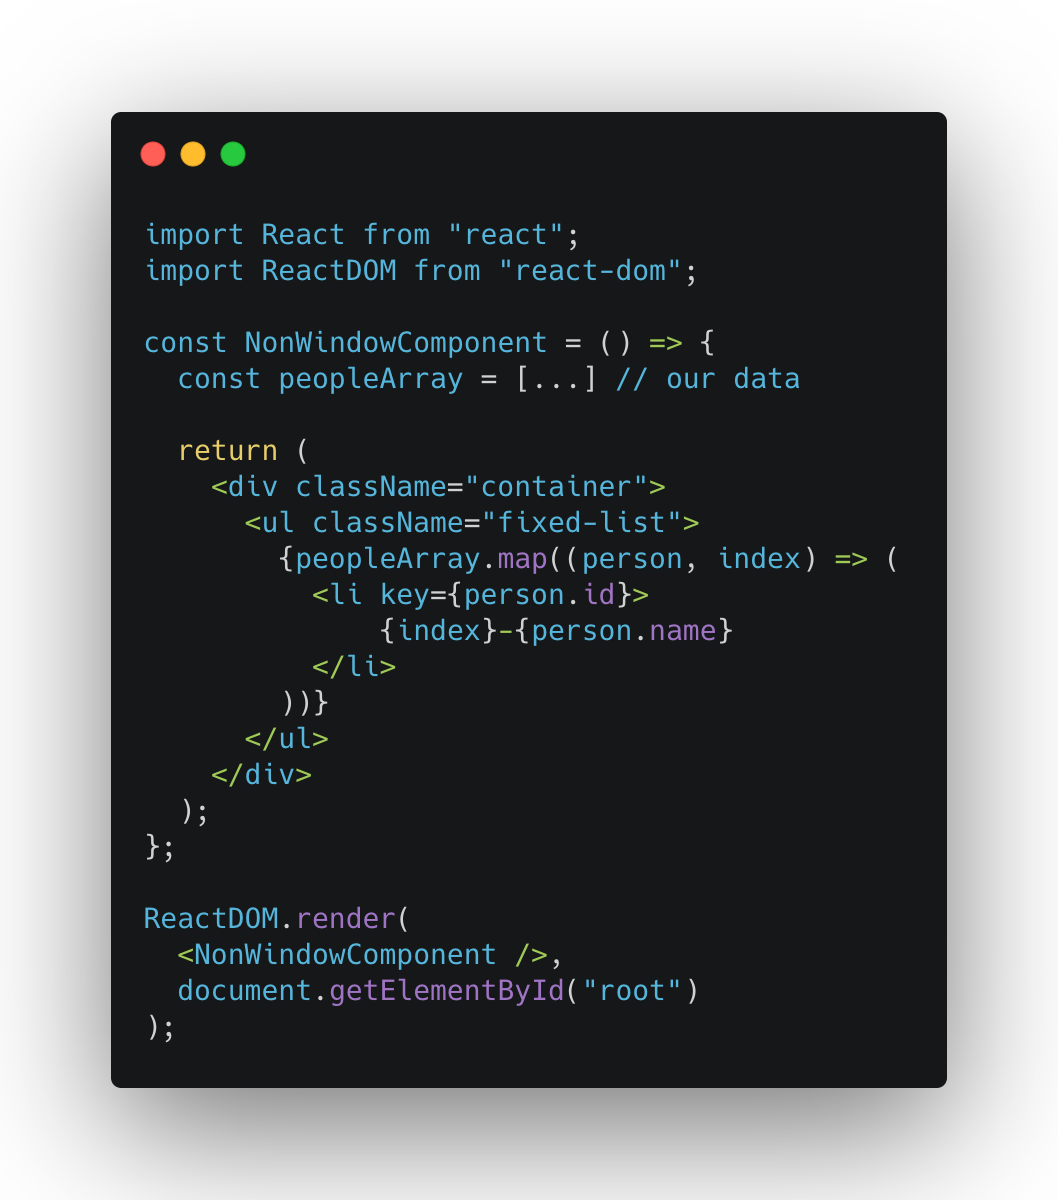 import React from "react";
import ReactDOM from "react-dom";

const NonWindowComponent = () => {
  const peopleArray = [...] // our data

  return (
    <div className="container">
      <ul className="fixed-list">
        {peopleArray.map((person, index) => (
          <li key={person.id}>
              {index}-{person.name}
          </li>
        ))}
      </ul>
    </div>
  );
};

ReactDOM.render(
  <NonWindowComponent />,
  document.getElementById("root")
);